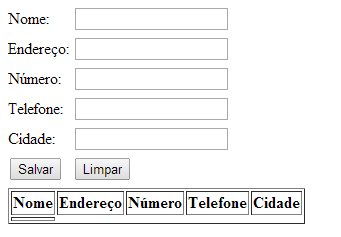 Nome:
Endereço:
Número:
Telefone:
Cidade:
Salvar Limpar
Nome Endereço Número Telefone Cidade